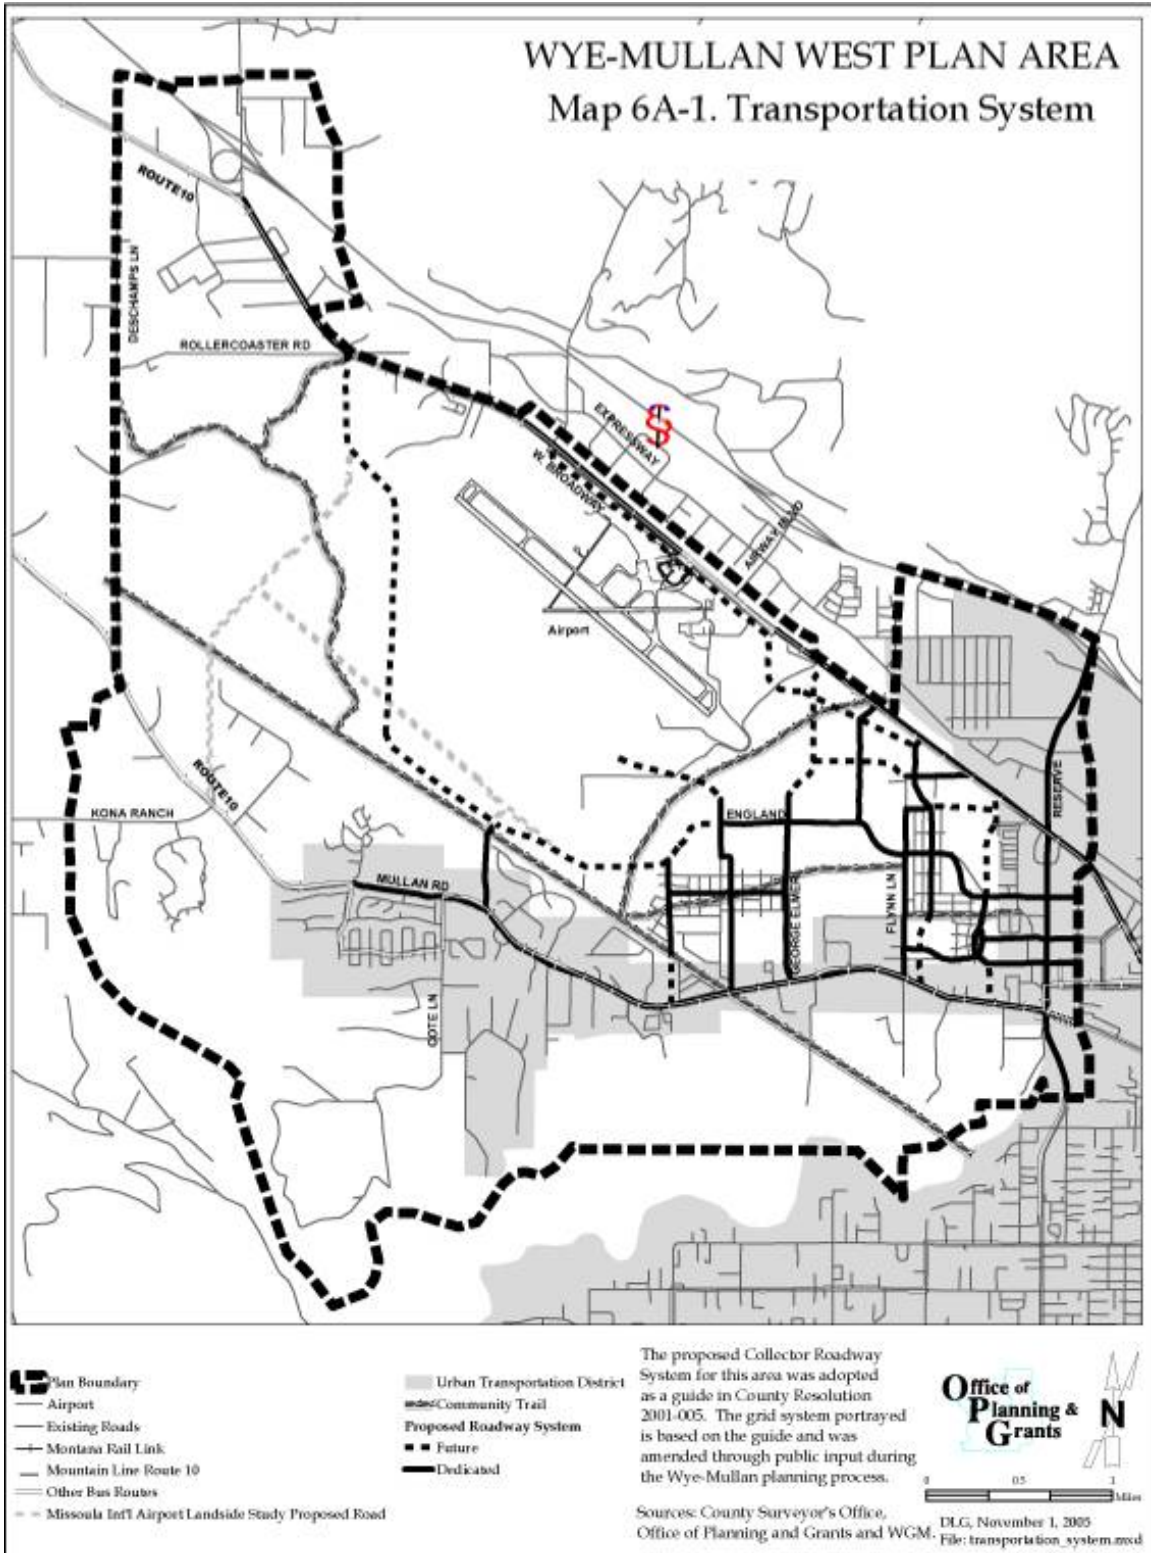 WYE-MULLAN WEST PLAN AREA
Map 6A-1. Transportation System
ROUTE10
DESCHAMPS LN
ROLLERCOASTER RD
EXPRESSWAY
W. BROADWAY
AIRWAY BLVD
Airport
ROUTE10
KONA RANCH
ENGLAND
RESERVE
MULLAN RD
GEORGE ELMER
FLYNN LN
COTE LN
Plan Boundary
Airport
Existing Roads
Montana Rail Link
Mountain Line Route 10
Other Bus Routes
Missoula Int'l Airport Landside Study Proposed Road
Urban Transportation District
Community Trail
Proposed Roadway System
Future
Dedicated
The proposed Collector Roadway
System for this area was adopted
as a guide in County Resolution
2001-005. The grid system portrayed
is based on the guide and was
amended through public input during
the Wye-Mullan planning process.
Sources: County Surveyor's Office,
Office of Planning and Grants and WGM.
Office of
Planning &
Grants
N
0 0.5 1
Miles
DLG, November 1, 2005
File: transportation_system.mxd